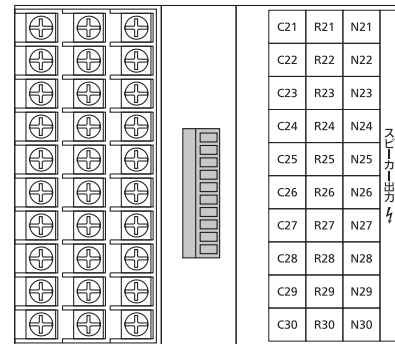 C21 R21 N21
C22 R22 N22
C23 R23 N23
C24 R24 N24
C25 R25 N25
C26 R26 N26
C27 R27 N27
C28 R28 N28
C29 R29 N29
C30 R30 N30
スピーカー出力